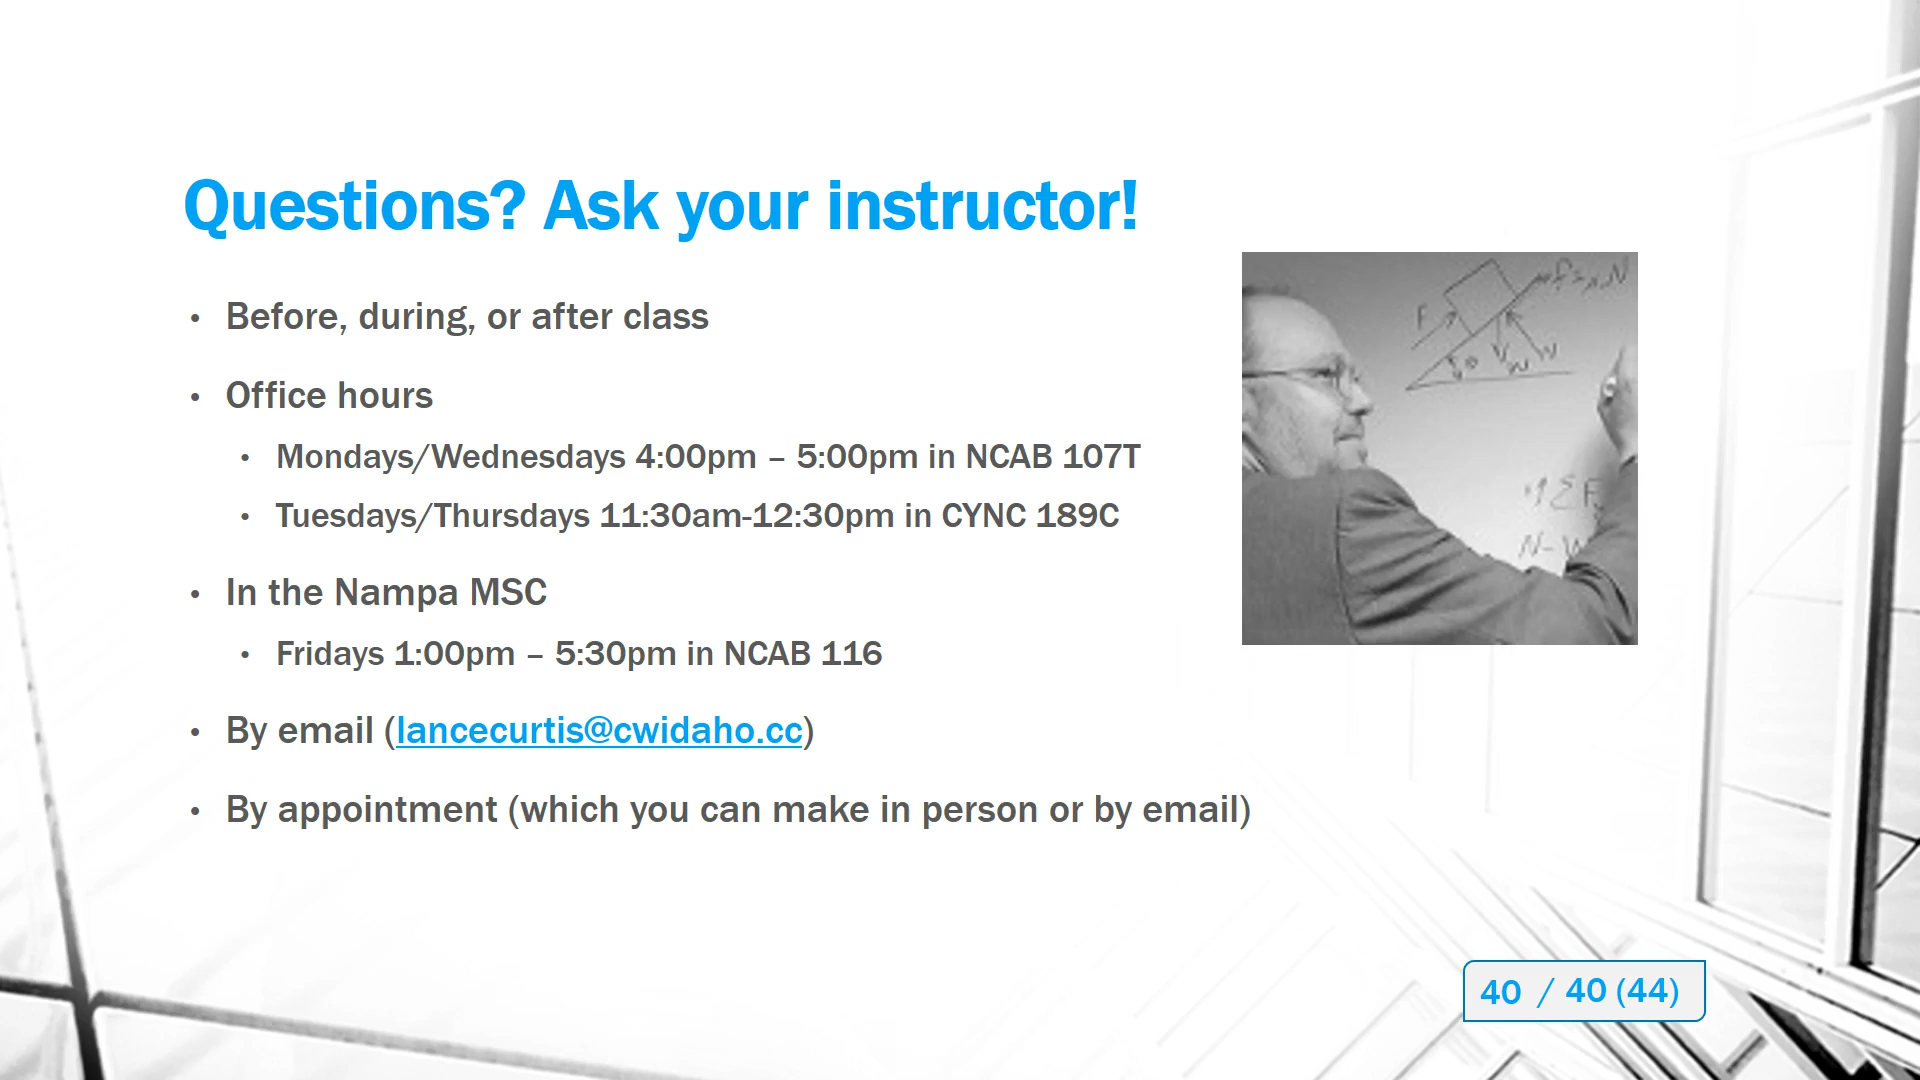 Questions? Ask your instructor!
• Before, during, or after class
• Office hours
• Mondays/Wednesdays 4:00pm – 5:00pm in NCAB 107T
• Tuesdays/Thursdays 11:30am-12:30pm in CYNC 189C
• In the Nampa MSC
• Fridays 1:00pm – 5:30pm in NCAB 116
• By email (lancecurtis@cwidaho.cc)
• By appointment (which you can make in person or by email)
F
W
N
ΣF
N-W
40 / 40 (44)